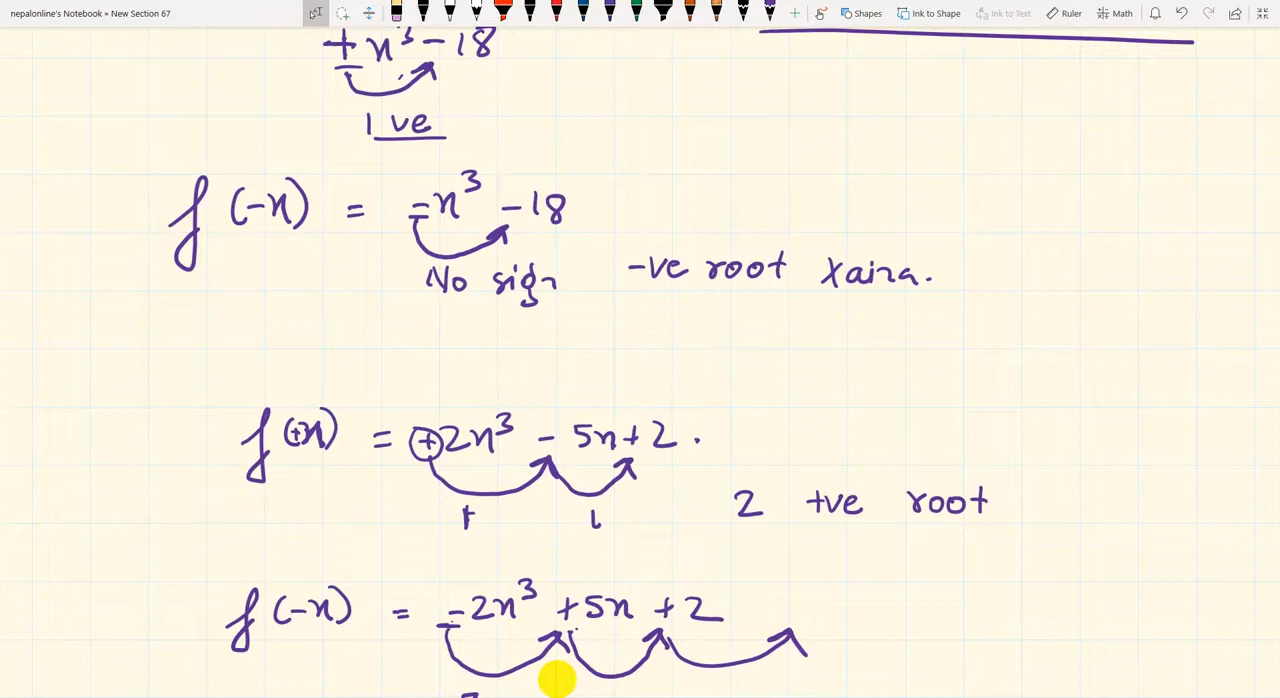 nepalonline's Notebook » New Section 67
Shapes Ink to Shape Ink to Text Ruler Math
+x³ - 18
1 ve
f(-x) = -x³ - 18
No sign -ve root xaina.
f(+x) = +2x³ - 5x + 2 .
1 1
2 +ve root
f(-x) = -2x³ + 5x + 2